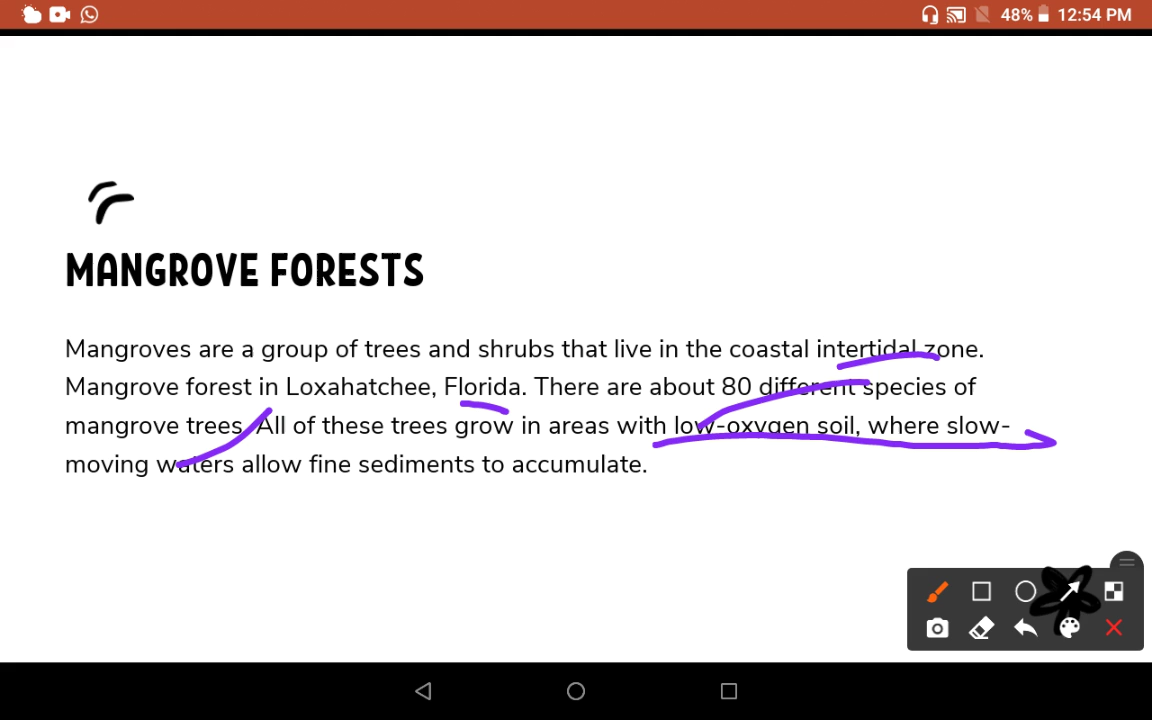 48% 12:54 PM
MANGROVE FORESTS
Mangroves are a group of trees and shrubs that live in the coastal intertidal zone.
Mangrove forest in Loxahatchee, Florida. There are about 80 different species of
mangrove trees. All of these trees grow in areas with low-oxygen soil, where slow-
moving waters allow fine sediments to accumulate.